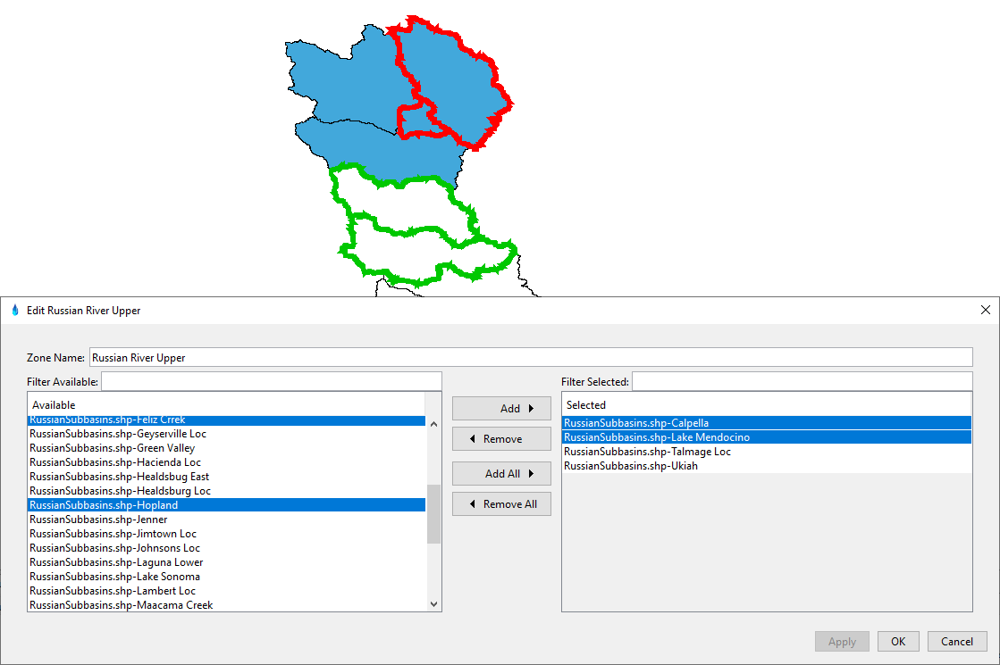 Edit Russian River Upper
Zone Name: Russian River Upper
Filter Available:
Filter Selected:
Available
RussianSubbasins.shp-Feliz Crrek
RussianSubbasins.shp-Geyserville Loc
RussianSubbasins.shp-Green Valley
RussianSubbasins.shp-Hacienda Loc
RussianSubbasins.shp-Healdsbug East
RussianSubbasins.shp-Healdsburg Loc
RussianSubbasins.shp-Hopland
RussianSubbasins.shp-Jenner
RussianSubbasins.shp-Jimtown Loc
RussianSubbasins.shp-Johnsons Loc
RussianSubbasins.shp-Laguna Lower
RussianSubbasins.shp-Lake Sonoma
RussianSubbasins.shp-Lambert Loc
RussianSubbasins.shp-Maacama Creek
Add
Remove
Add All
Remove All
Selected
RussianSubbasins.shp-Calpella
RussianSubbasins.shp-Lake Mendocino
RussianSubbasins.shp-Talmage Loc
RussianSubbasins.shp-Ukiah
Apply
OK
Cancel